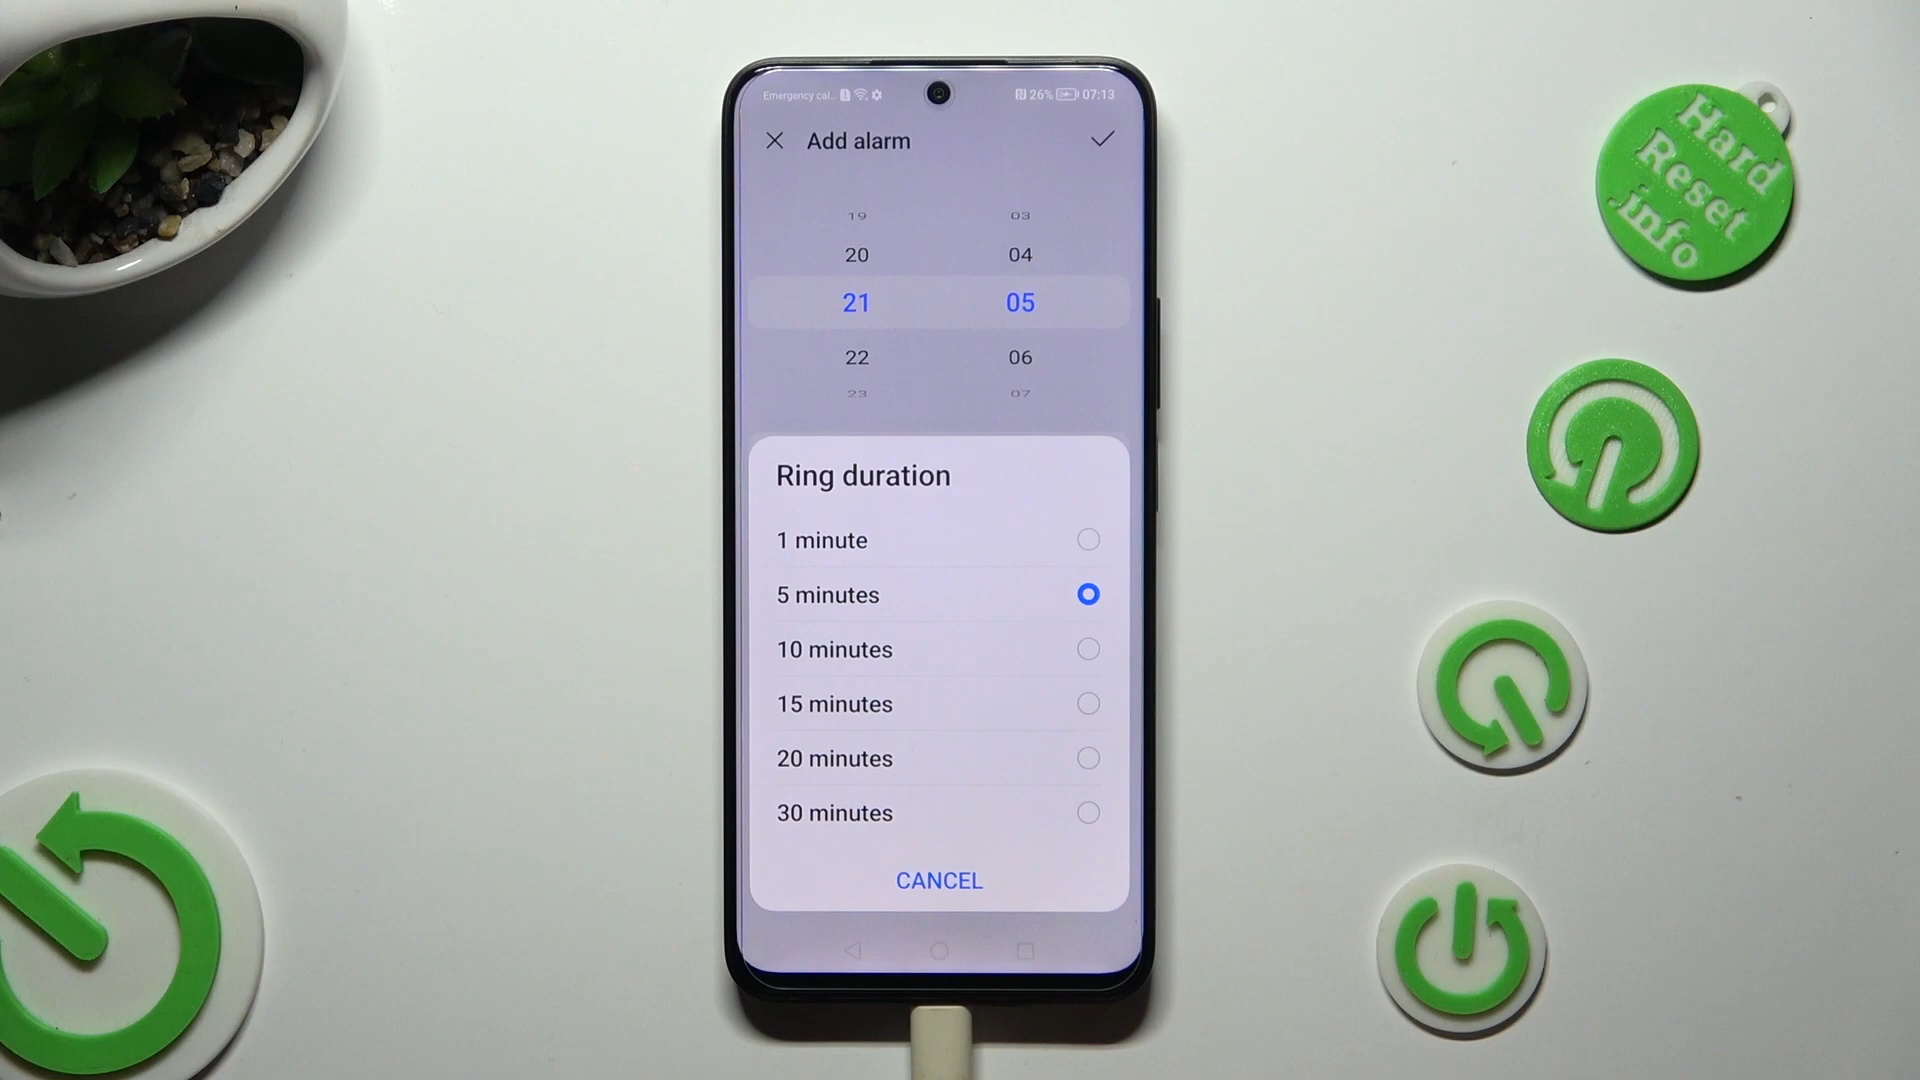 Emergency cal... 26% 07:13
Add alarm
19 03
20 04
21 05
22 06
23 07
Ring duration
1 minute
5 minutes
10 minutes
15 minutes
20 minutes
30 minutes
CANCEL
Hard
Reset
.info